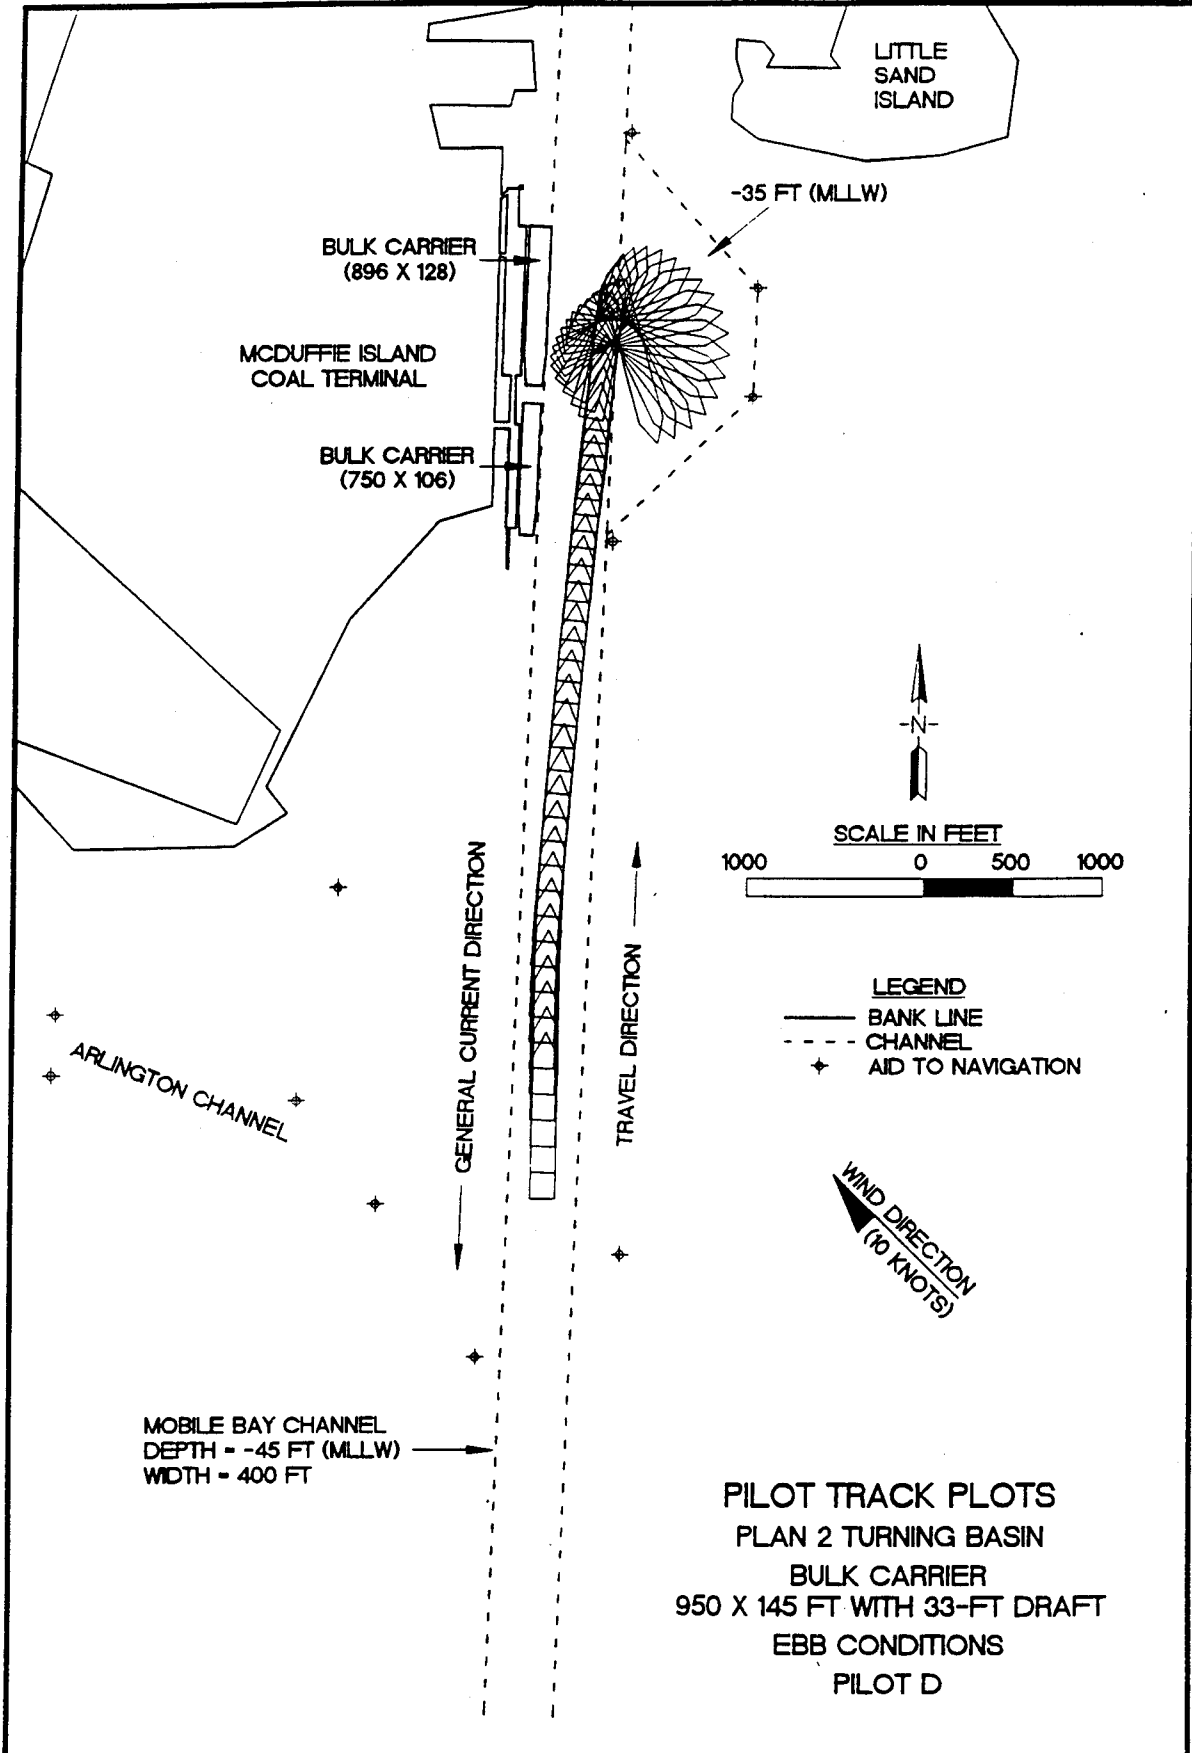 LITTLE
SAND
ISLAND
-35 FT (MLLW)
BULK CARRIER
(896 X 128)
MCDUFFIE ISLAND
COAL TERMINAL
BULK CARRIER
(750 X 106)
-N-
SCALE IN FEET
1000 0 500 1000
GENERAL CURRENT DIRECTION
TRAVEL DIRECTION
LEGEND
BANK LINE
CHANNEL
AID TO NAVIGATION
ARLINGTON CHANNEL
WIND DIRECTION
(10 KNOTS)
MOBILE BAY CHANNEL
DEPTH = -45 FT (MLLW)
WIDTH = 400 FT
PILOT TRACK PLOTS
PLAN 2 TURNING BASIN
BULK CARRIER
950 X 145 FT WITH 33-FT DRAFT
EBB CONDITIONS
PILOT D